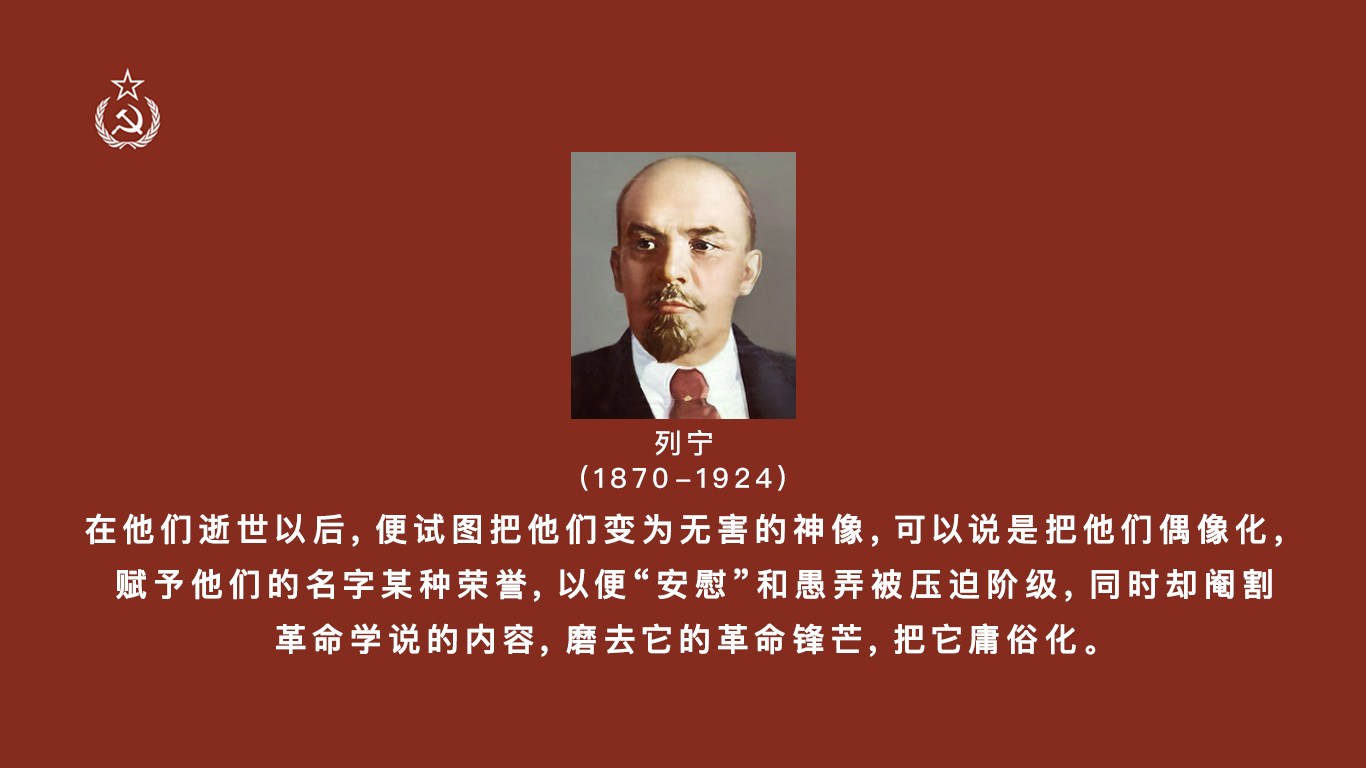 列宁
(1870-1924)
在他们逝世以后,便试图把他们变为无害的神像,可以说是把他们偶像化,
赋予他们的名字某种荣誉,以便“安慰”和愚弄被压迫阶级,同时却阉割
革命学说的内容,磨去它的革命锋芒,把它庸俗化。